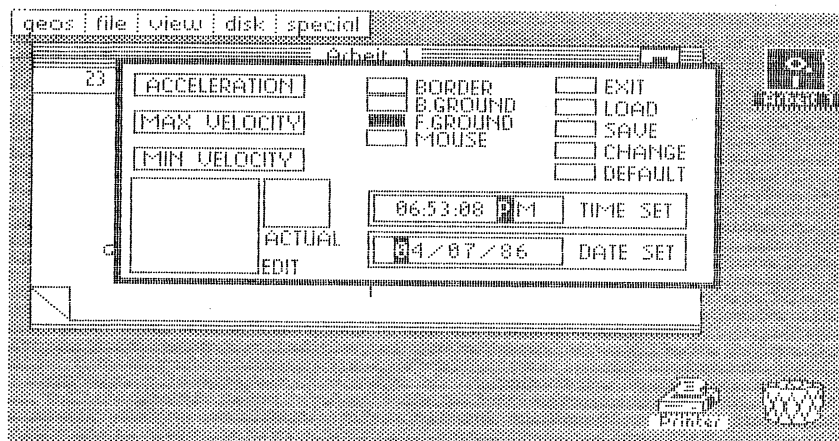 geos file view disk special
Arbeit 1
23
ACCELERATION
MAX VELOCITY
MIN VELOCITY
BORDER
B.GROUND
F.GROUND
MOUSE
EXIT
LOAD
SAVE
CHANGE
DEFAULT
06:53:08 PM TIME SET
04/07/86 DATE SET
ACTUAL
EDIT
Printer